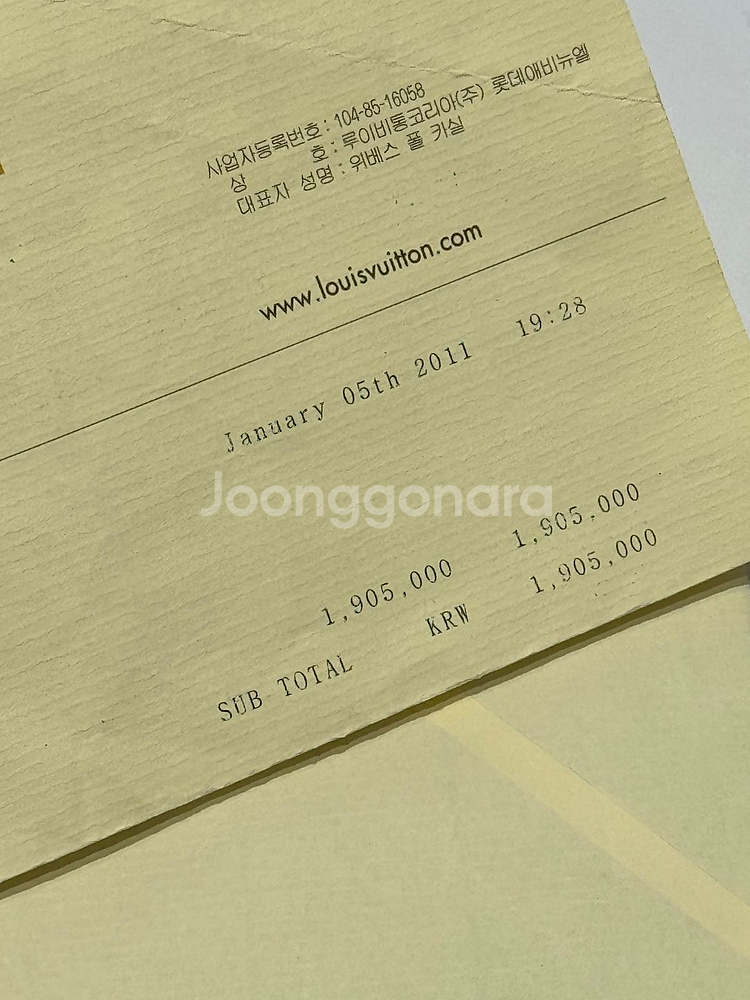 사업자등록번호 : 104-85-16058
상 호 : 루이비통코리아(주) 롯데애비뉴엘
대표자 성명 : 위베스 폴 카실
www.louisvuitton.com
January 05th 2011 19:28
Joonggonara
1,905,000 1,905,000
SUB TOTAL KRW 1,905,000